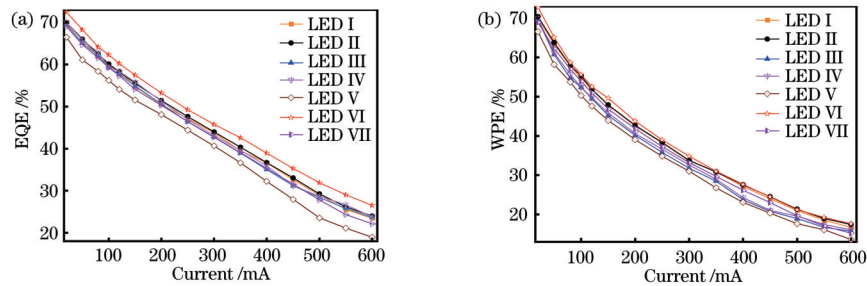 (a)
EQE /%
70
60
50
40
30
20
LED I
LED II
LED III
LED IV
LED V
LED VI
LED VII
0
100
200
300
400
500
600
Current /mA
(b)
WPE /%
70
60
50
40
30
20
LED I
LED II
LED III
LED IV
LED V
LED VI
LED VII
100
200
300
400
500
600
Current /mA